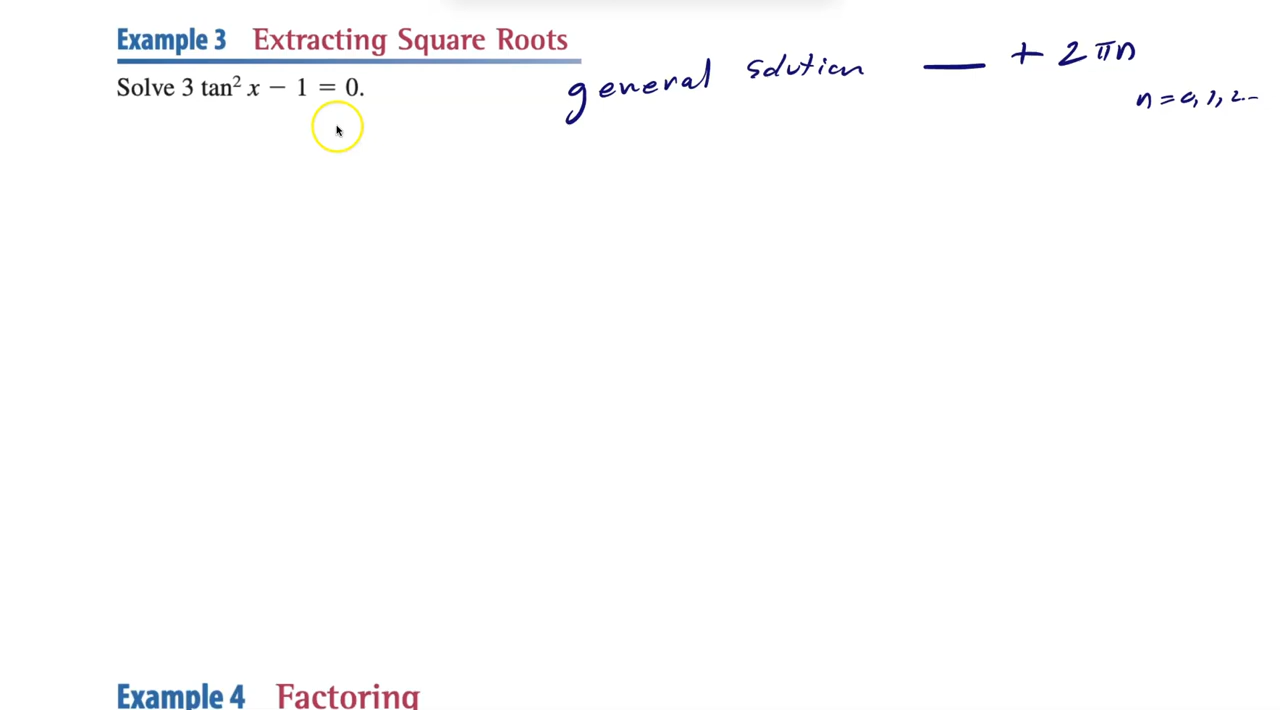 Example 3 Extracting Square Roots
Solve 3 tan² x − 1 = 0.
general solution __ + 2πn
n = 0, 1, 2...
Example 4 Factoring